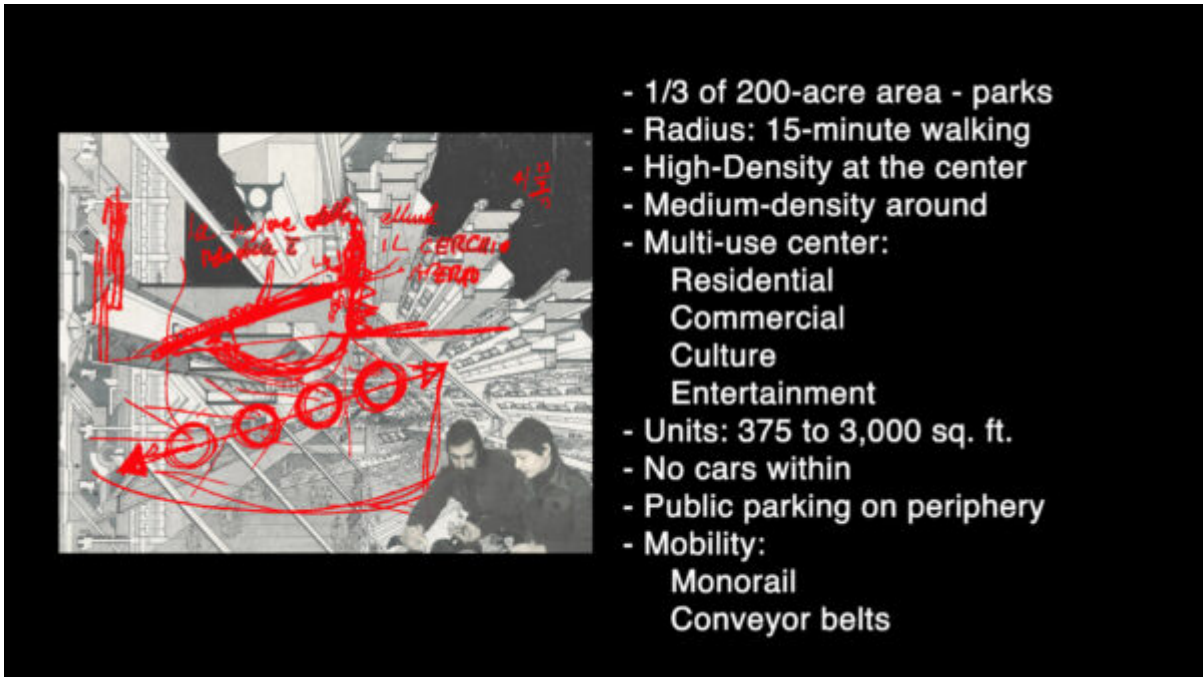 IL CERCHIO
APERTO
- 1/3 of 200-acre area - parks
- Radius: 15-minute walking
- High-Density at the center
- Medium-density around
- Multi-use center:
Residential
Commercial
Culture
Entertainment
- Units: 375 to 3,000 sq. ft.
- No cars within
- Public parking on periphery
- Mobility:
Monorail
Conveyor belts